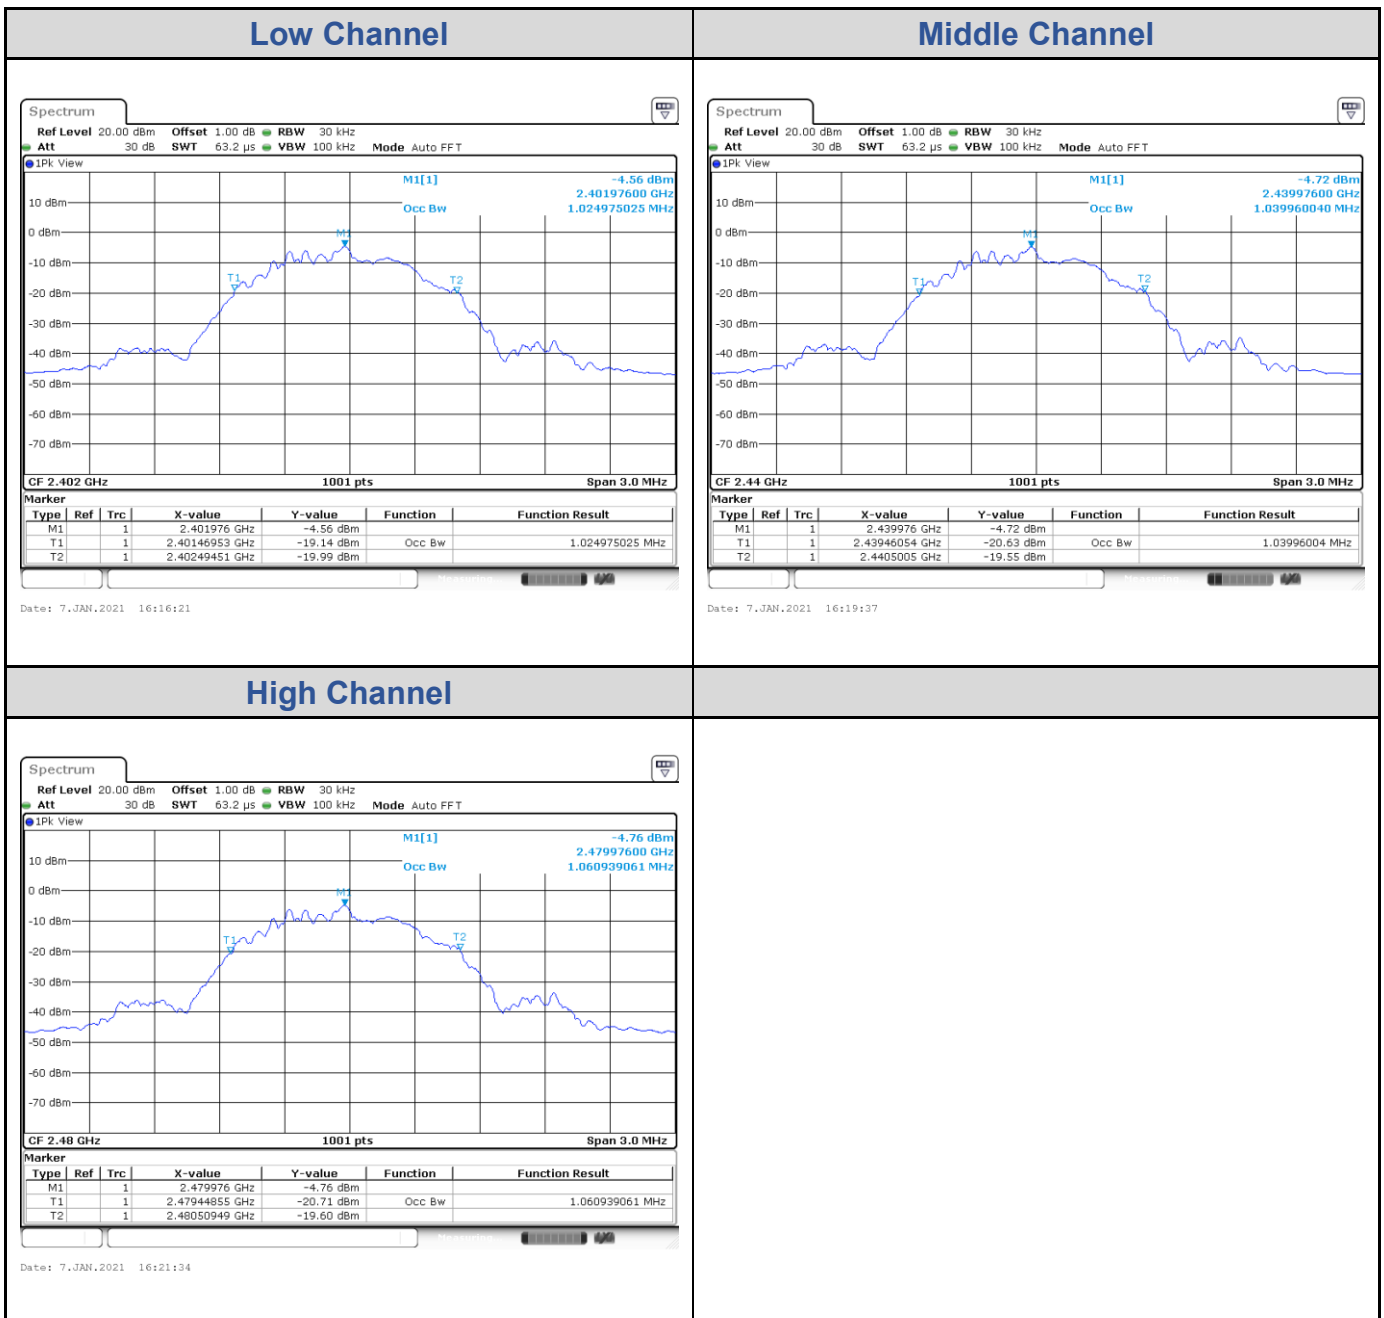 Low Channel
Spectrum
Ref Level 20.00 dBm Offset 1.00 dB RBW 30 kHz
Att 30 dB SWT 63.2 µs VBW 100 kHz Mode Auto FFT
1Pk View
M1[1] -4.56 dBm
2.40197600 GHz
10 dBm
Occ Bw 1.024975025 MHz
0 dBm
M1
-10 dBm
T1
T2
-20 dBm
-30 dBm
-40 dBm
-50 dBm
-60 dBm
-70 dBm
CF 2.402 GHz 1001 pts Span 3.0 MHz
Marker
Type Ref Trc X-value Y-value Function Function Result
M1 1 2.401976 GHz -4.56 dBm
T1 1 2.40146953 GHz -19.14 dBm Occ Bw 1.024975025 MHz
T2 1 2.40249451 GHz -19.99 dBm
Measuring
Date: 7.JAN.2021 16:16:21
Middle Channel
Spectrum
Ref Level 20.00 dBm Offset 1.00 dB RBW 30 kHz
Att 30 dB SWT 63.2 µs VBW 100 kHz Mode Auto FFT
1Pk View
M1[1] -4.72 dBm
2.43997600 GHz
10 dBm
Occ Bw 1.039960040 MHz
0 dBm
M1
-10 dBm
T1
T2
-20 dBm
-30 dBm
-40 dBm
-50 dBm
-60 dBm
-70 dBm
CF 2.44 GHz 1001 pts Span 3.0 MHz
Marker
Type Ref Trc X-value Y-value Function Function Result
M1 1 2.439976 GHz -4.72 dBm
T1 1 2.43946054 GHz -20.63 dBm Occ Bw 1.03996004 MHz
T2 1 2.4405005 GHz -19.55 dBm
Measuring
Date: 7.JAN.2021 16:19:37
High Channel
Spectrum
Ref Level 20.00 dBm Offset 1.00 dB RBW 30 kHz
Att 30 dB SWT 63.2 µs VBW 100 kHz Mode Auto FFT
1Pk View
M1[1] -4.76 dBm
2.47997600 GHz
10 dBm
Occ Bw 1.060939061 MHz
0 dBm
M1
-10 dBm
T1
T2
-20 dBm
-30 dBm
-40 dBm
-50 dBm
-60 dBm
-70 dBm
CF 2.48 GHz 1001 pts Span 3.0 MHz
Marker
Type Ref Trc X-value Y-value Function Function Result
M1 1 2.479976 GHz -4.76 dBm
T1 1 2.47944855 GHz -20.71 dBm Occ Bw 1.060939061 MHz
T2 1 2.48050949 GHz -19.60 dBm
Measuring
Date: 7.JAN.2021 16:21:34